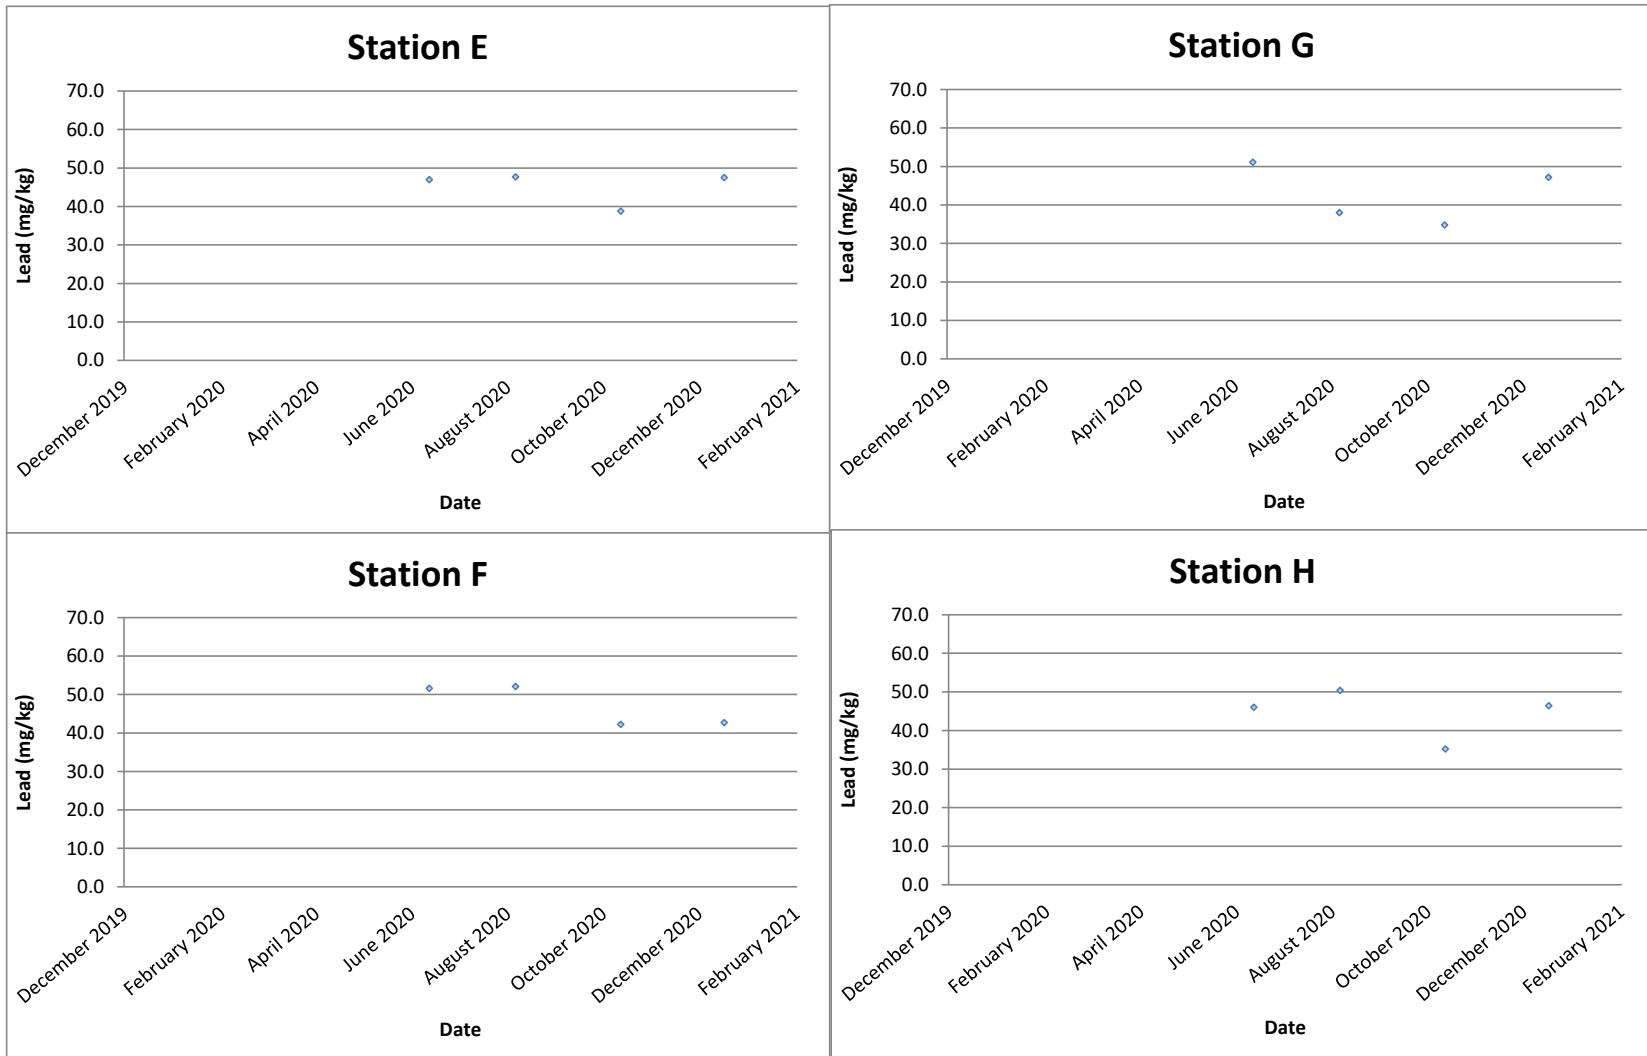 Station E
70.0
60.0
50.0
40.0
30.0
20.0
10.0
0.0
Lead (mg/kg)
December 2019
February 2020
April 2020
June 2020
August 2020
October 2020
December 2020
February 2021
Date
Station G
70.0
60.0
50.0
40.0
30.0
20.0
10.0
0.0
Lead (mg/kg)
December 2019
February 2020
April 2020
June 2020
August 2020
October 2020
December 2020
February 2021
Date
Station F
70.0
60.0
50.0
40.0
30.0
20.0
10.0
0.0
Lead (mg/kg)
December 2019
February 2020
April 2020
June 2020
August 2020
October 2020
December 2020
February 2021
Date
Station H
70.0
60.0
50.0
40.0
30.0
20.0
10.0
0.0
Lead (mg/kg)
December 2019
February 2020
April 2020
June 2020
August 2020
October 2020
December 2020
February 2021
Date